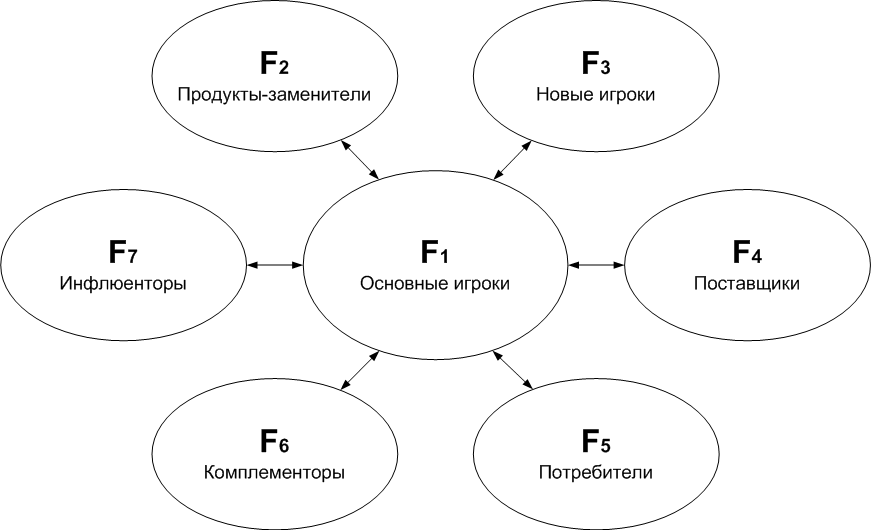 F2
Продукты-заменители
F3
Новые игроки
F7
Инфлюенторы
F1
Основные игроки
F4
Поставщики
F6
Комплементоры
F5
Потребители